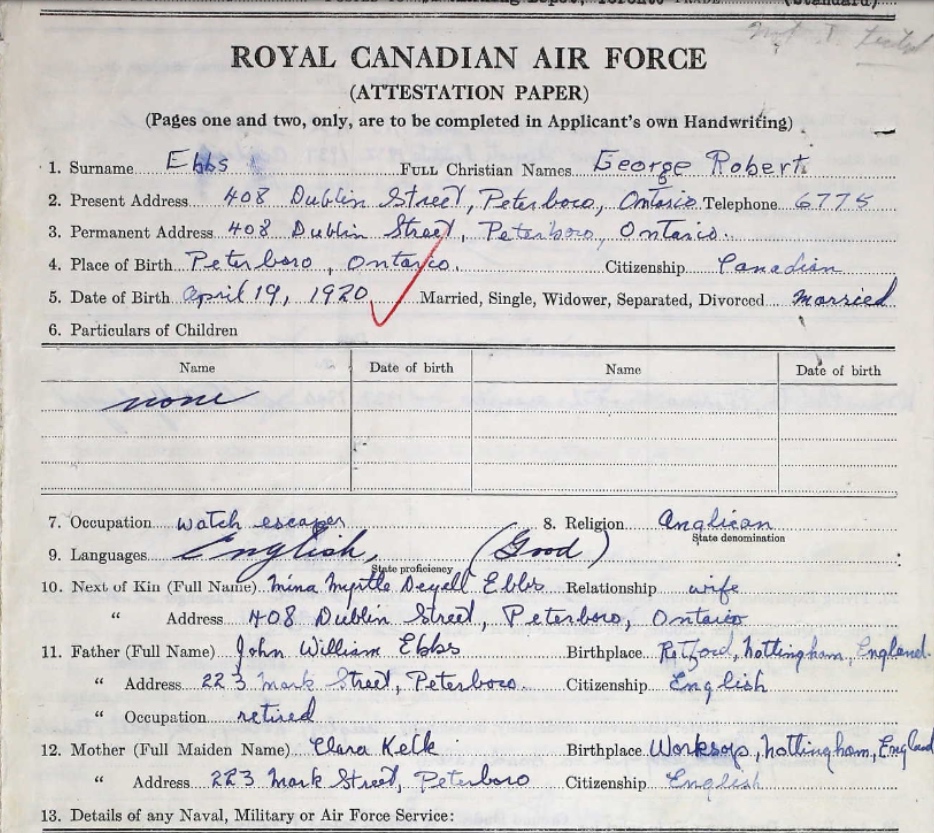 (Standard)
ROYAL CANADIAN AIR FORCE
(ATTESTATION PAPER)
(Pages one and two, only, are to be completed in Applicant's own Handwriting)
1. Surname Ebbs FULL Christian Names George Robert
2. Present Address 408 Dublin Street, Peterboro, Ontario. Telephone 6775
3. Permanent Address 408 Dublin Street, Peterboro, Ontario.
4. Place of Birth Peterboro, Ontario. Citizenship Canadian
5. Date of Birth April 19, 1920 Married, Single, Widower, Separated, Divorced married
6. Particulars of Children
Name Date of birth Name Date of birth
none
7. Occupation watch escaper 8. Religion Anglican
State denomination
9. Languages English, (Good)
State proficiency
10. Next of Kin (Full Name) Mina Myrtle Deyell Ebbs Relationship wife
" Address 408 Dublin Street, Peterboro, Ontario
11. Father (Full Name) John William Ebbs Birthplace Retford, Nottingham, England.
" Address 223 Mark Street, Peterboro Citizenship English
" Occupation retired
12. Mother (Full Maiden Name) Clara Kelk Birthplace Worksop, Nottingham, England
" Address 223 Mark Street, Peterboro Citizenship English
13. Details of any Naval, Military or Air Force Service: